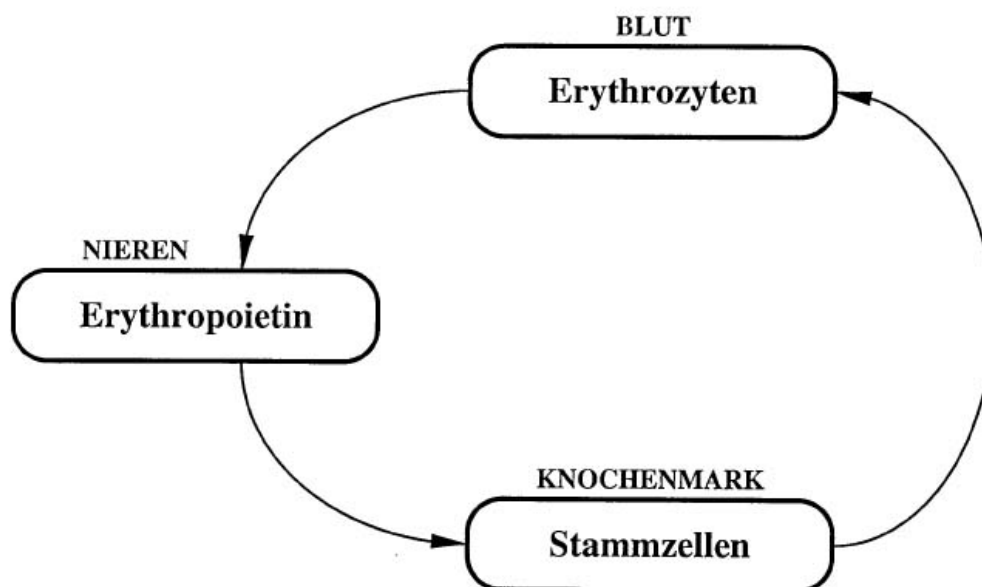 BLUT
Erythrozyten
NIEREN
Erythropoietin
KNOCHENMARK
Stammzellen